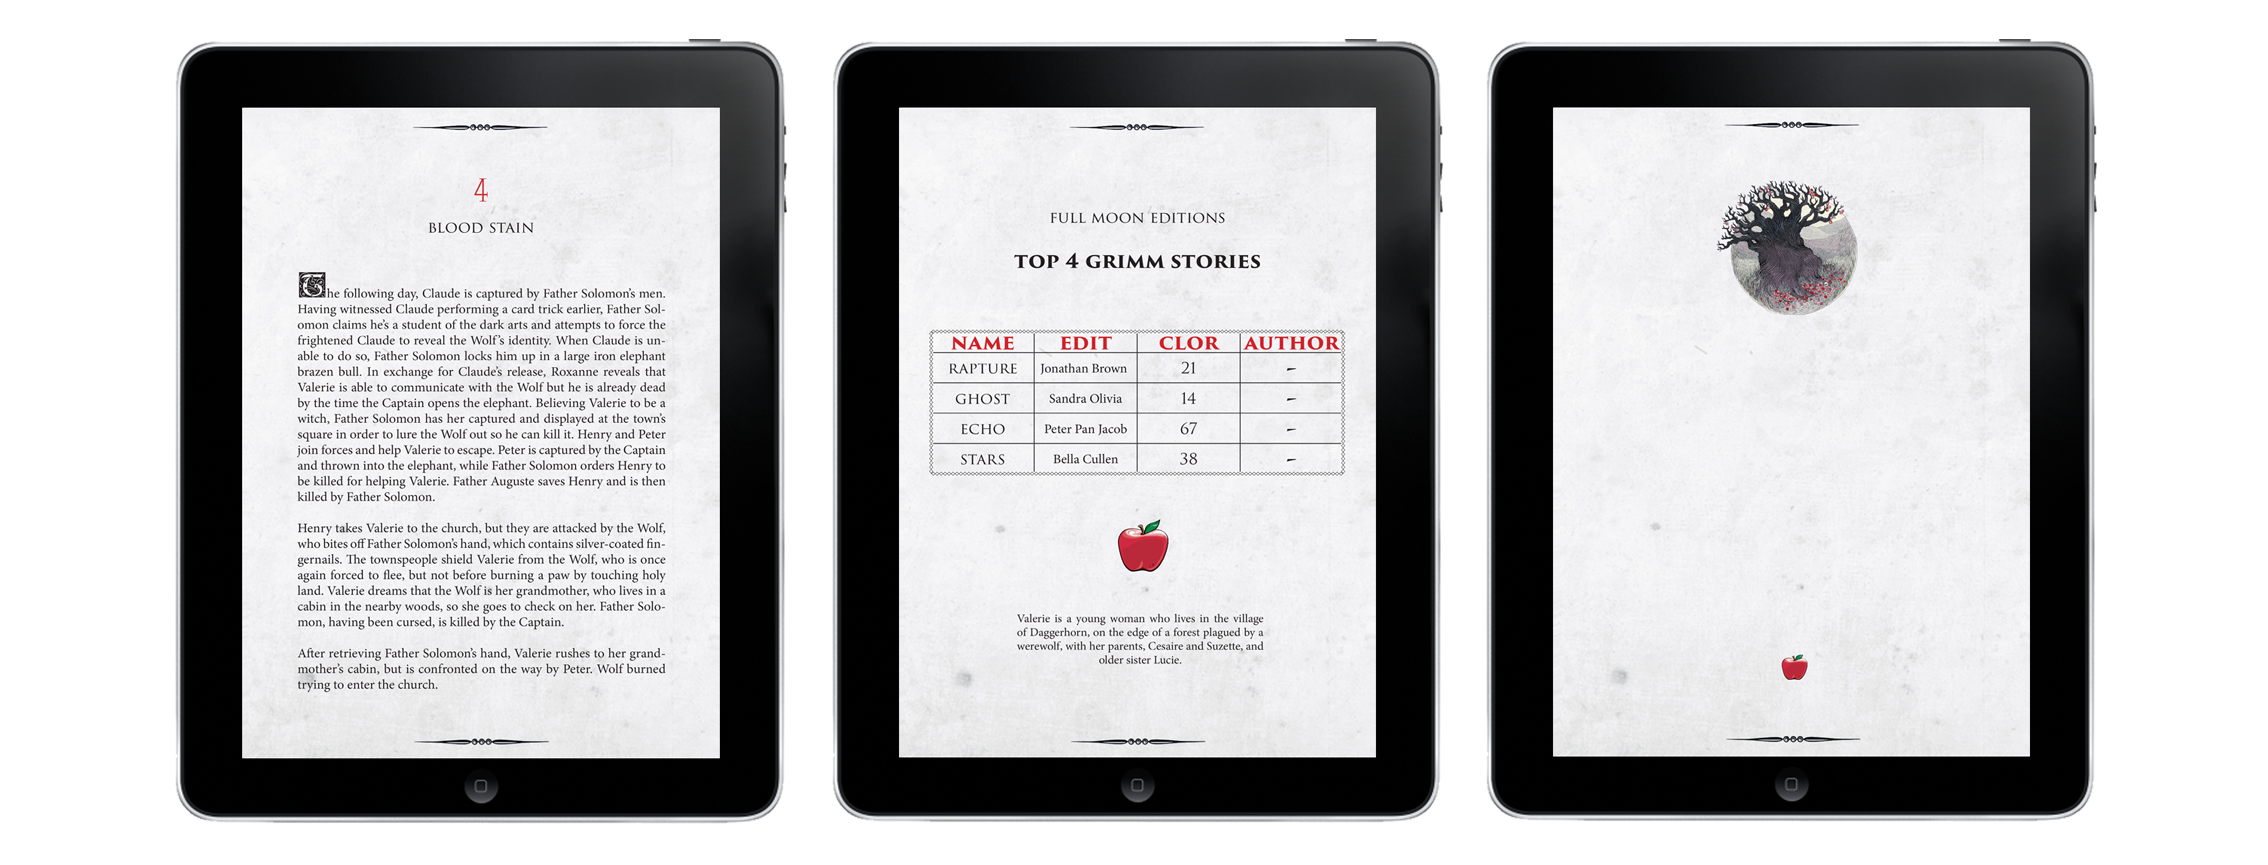 4
BLOOD STAIN
The following day, Claude is captured by Father Solomon's men.
Having witnessed Claude performing a card trick earlier, Father Sol-
omon claims he's a student of the dark arts and attempts to force the
frightened Claude to reveal the Wolf's identity. When Claude is un-
able to do so, Father Solomon locks him up in a large iron elephant
brazen bull. In exchange for Claude's release, Roxanne reveals that
Valerie is able to communicate with the Wolf but he is already dead
by the time the Captain opens the elephant. Believing Valerie to be a
witch, Father Solomon has her captured and displayed at the town's
square in order to lure the Wolf out so he can kill it. Henry and Peter
join forces and help Valerie to escape. Peter is captured by the Captain
and thrown into the elephant, while Father Solomon orders Henry to
be killed for helping Valerie. Father Auguste saves Henry and is then
killed by Father Solomon.
Henry takes Valerie to the church, but they are attacked by the Wolf,
who bites off Father Solomon's hand, which contains silver-coated fin-
gernails. The townspeople shield Valerie from the Wolf, who is once
again forced to flee, but not before burning a paw by touching holy
land. Valerie dreams that the Wolf is her grandmother, who lives in a
cabin in the nearby woods, so she goes to check on her. Father Solo-
mon, having been cursed, is killed by the Captain.
After retrieving Father Solomon's hand, Valerie rushes to her grand-
mother's cabin, but is confronted on the way by Peter. Wolf burned
trying to enter the church.
FULL MOON EDITIONS
TOP 4 GRIMM STORIES
NAME EDIT CLOR AUTHOR
RAPTURE Jonathan Brown 21 -
GHOST Sandra Olivia 14 -
ECHO Peter Pan Jacob 67 -
STARS Bella Cullen 38 -
Valerie is a young woman who lives in the village
of Daggerhorn, on the edge of a forest plagued by a
werewolf, with her parents, Cesaire and Suzette, and
older sister Lucie.